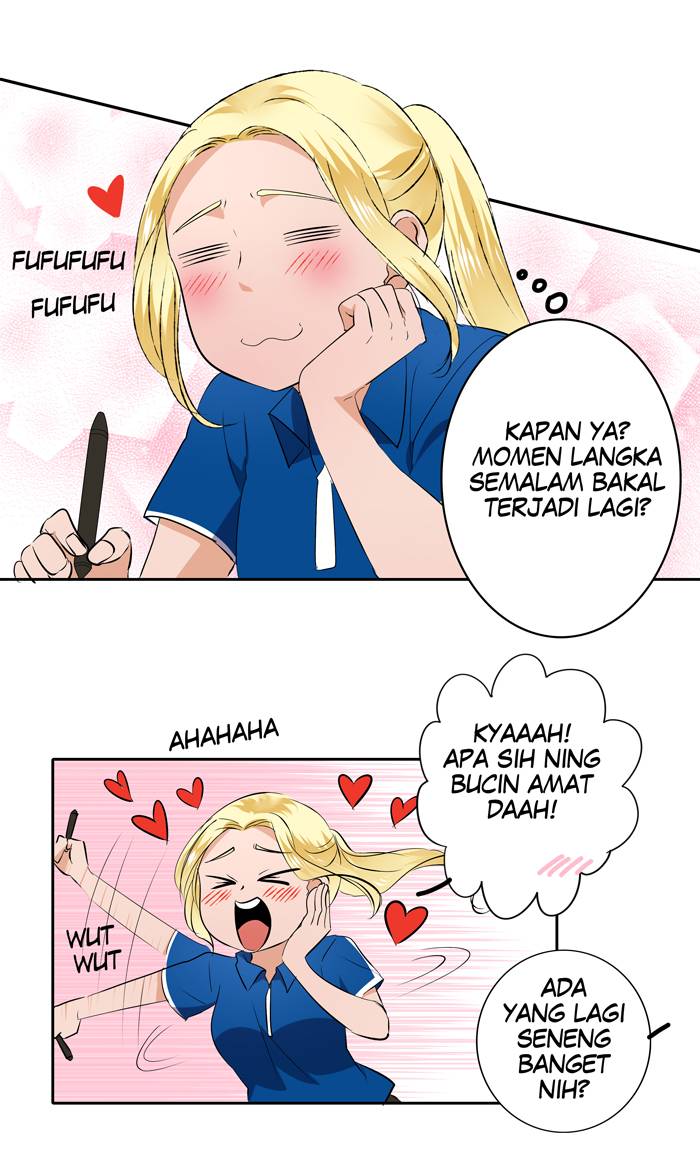 FUFUFUFU
FUFUFU
KAPAN YA?
MOMEN LANGKA
SEMALAM BAKAL
TERJADI LAGI?
AHAHAHA
KYAAAH!
APA SIH NING
BUCIN AMAT
DAAH!
WUT
WUT
ADA
YANG LAGI
SENENG
BANGET
NIH?